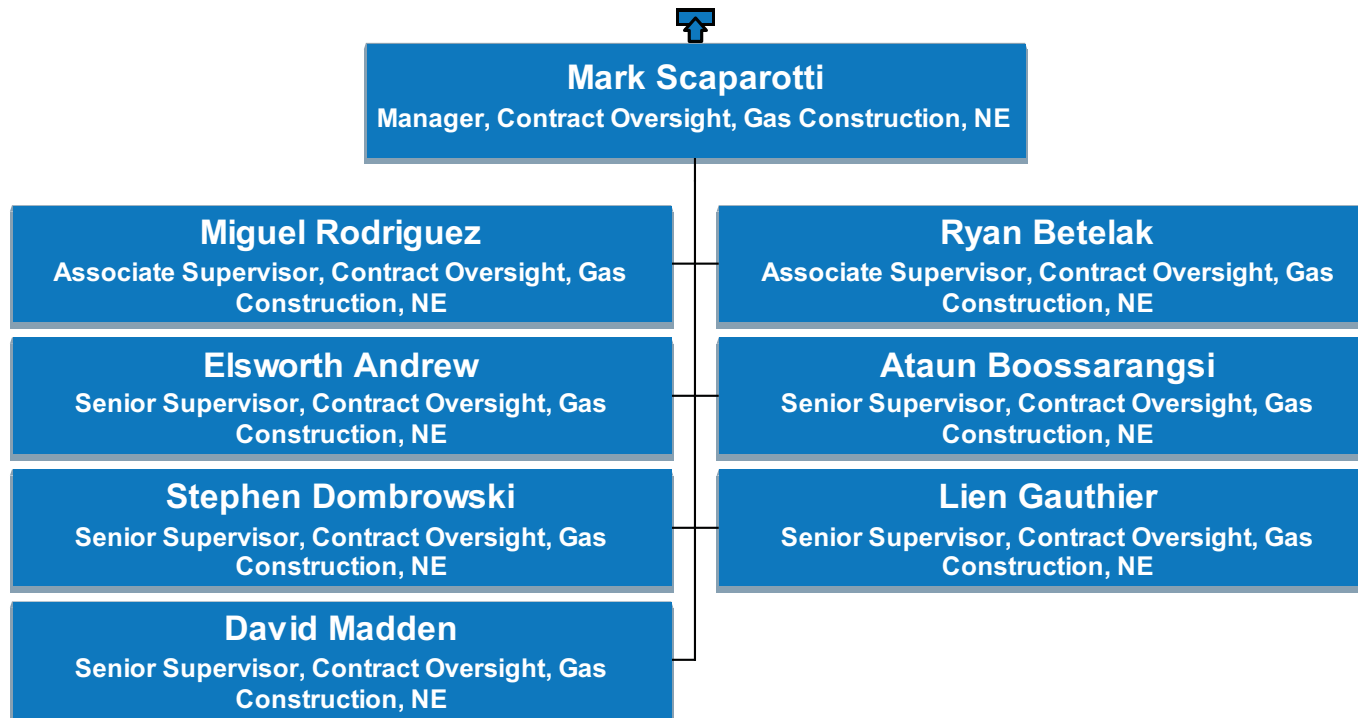 Mark Scaparotti
Manager, Contract Oversight, Gas Construction, NE
Miguel Rodriguez
Associate Supervisor, Contract Oversight, Gas
Construction, NE
Ryan Betelak
Associate Supervisor, Contract Oversight, Gas
Construction, NE
Elsworth Andrew
Senior Supervisor, Contract Oversight, Gas
Construction, NE
Ataun Boossarangsi
Senior Supervisor, Contract Oversight, Gas
Construction, NE
Stephen Dombrowski
Senior Supervisor, Contract Oversight, Gas
Construction, NE
Lien Gauthier
Senior Supervisor, Contract Oversight, Gas
Construction, NE
David Madden
Senior Supervisor, Contract Oversight, Gas
Construction, NE